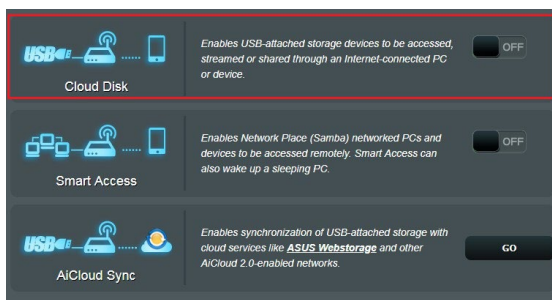 USB
Enables USB-attached storage devices to be accessed,
streamed or shared through an Internet-connected PC
or device.
OFF
Cloud Disk
Enables Network Place (Samba) networked PCs and
devices to be accessed remotely. Smart Access can
also wake up a sleeping PC.
OFF
Smart Access
USB
Enables synchronization of USB-attached storage with
cloud services like ASUS Webstorage and other
AiCloud 2.0-enabled networks.
GO
AiCloud Sync